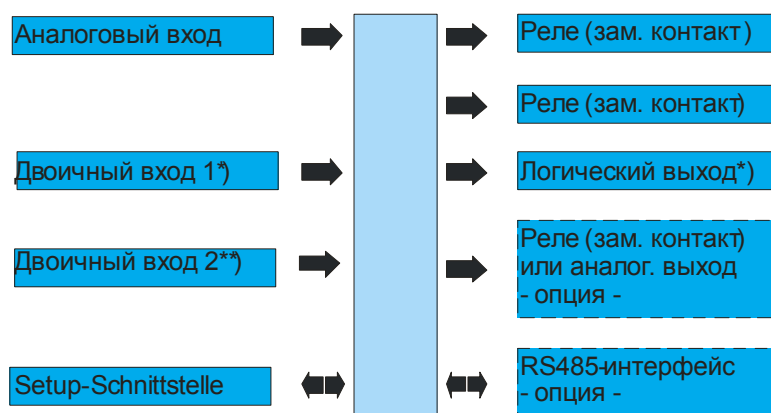 Аналоговый вход
Реле (зам. контакт)
Реле (зам. контакт)
Двоичный вход 1*)
Логический выход*)
Двоичный вход 2**)
Реле (зам. контакт)
или аналог. выход
- опция -
Setup-Schnittstelle
RS485-интерфейс
- опция -